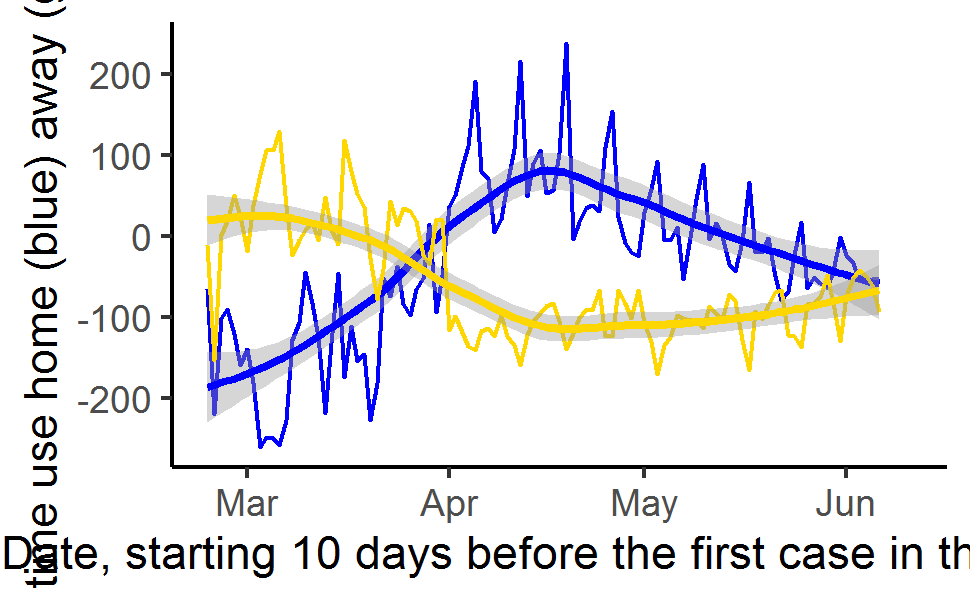 time use home (blue) away (
200
100
0
-100
-200
Mar Apr May Jun
Date, starting 10 days before the first case in th